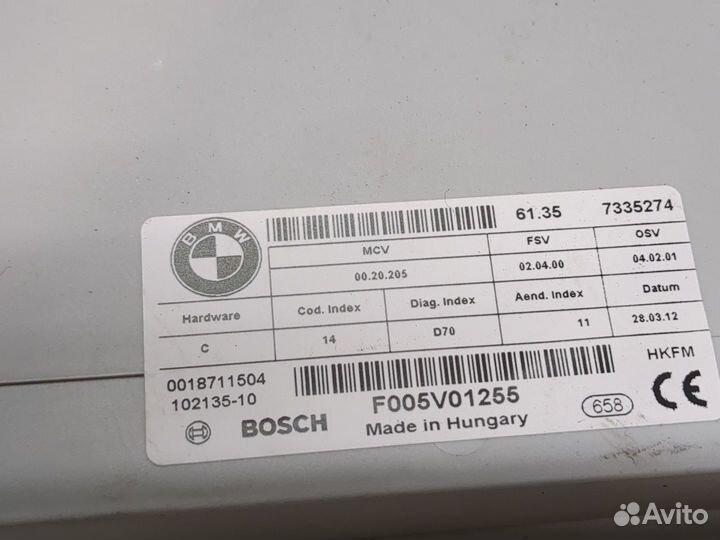 BMW
61.35 7335274
MCV FSV OSV
00.20.205 02.04.00 04.02.01
Hardware Cod. Index Diag. Index Aend. Index Datum
C 14 D70 11 28.03.12
0018711504 HKFM
102135-10 F005V01255
BOSCH Made in Hungary 658 CE
Avito